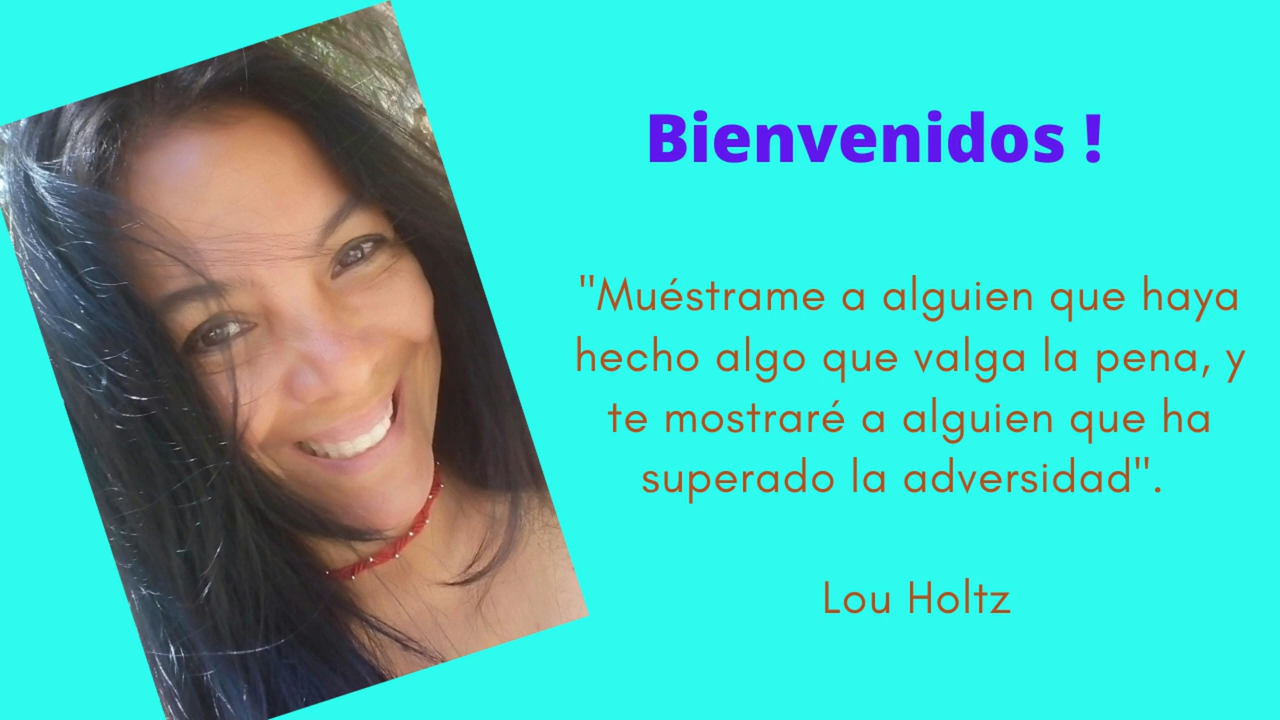 Bienvenidos !
"Muéstrame a alguien que haya
hecho algo que valga la pena, y
te mostraré a alguien que ha
superado la adversidad".
Lou Holtz